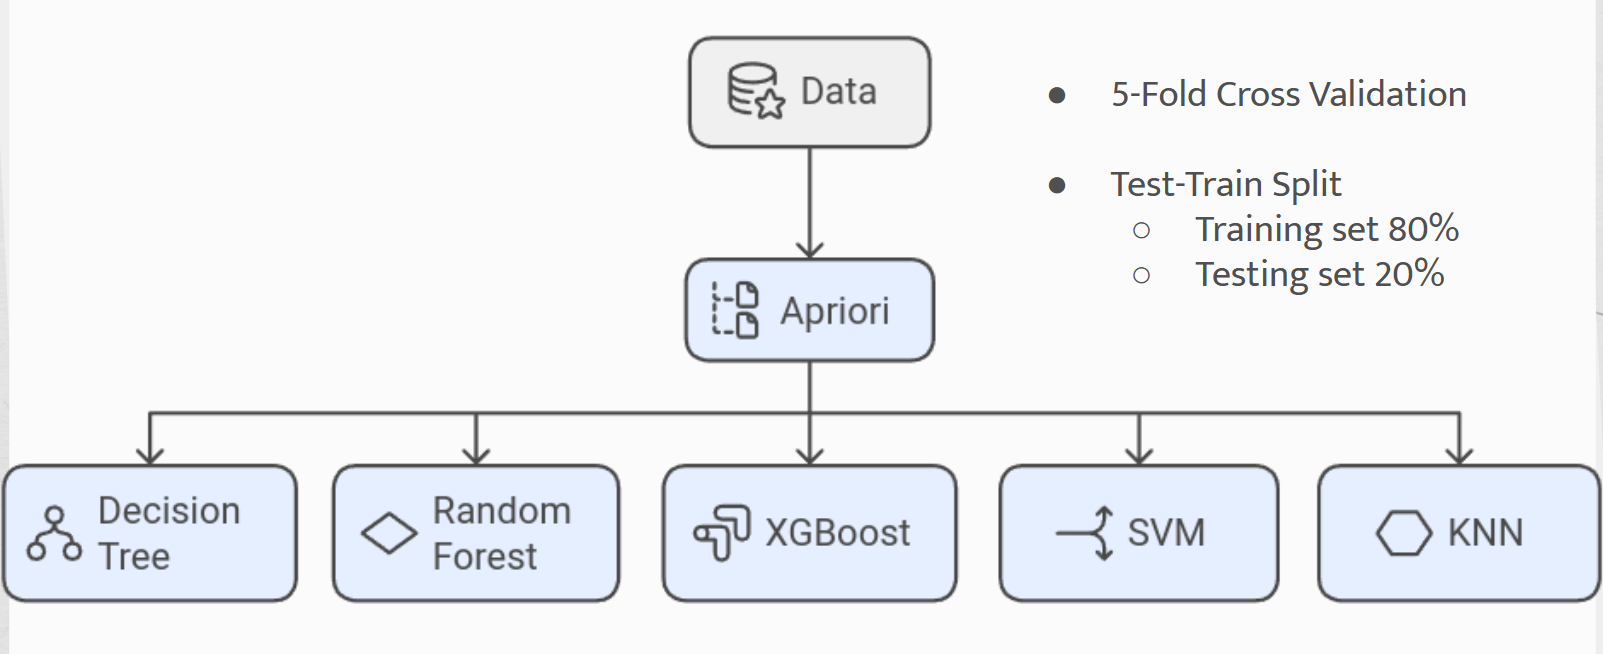 Data
● 5-Fold Cross Validation
● Test-Train Split
○ Training set 80%
○ Testing set 20%
Apriori
Decision
Tree
Random
Forest
XGBoost
SVM
KNN